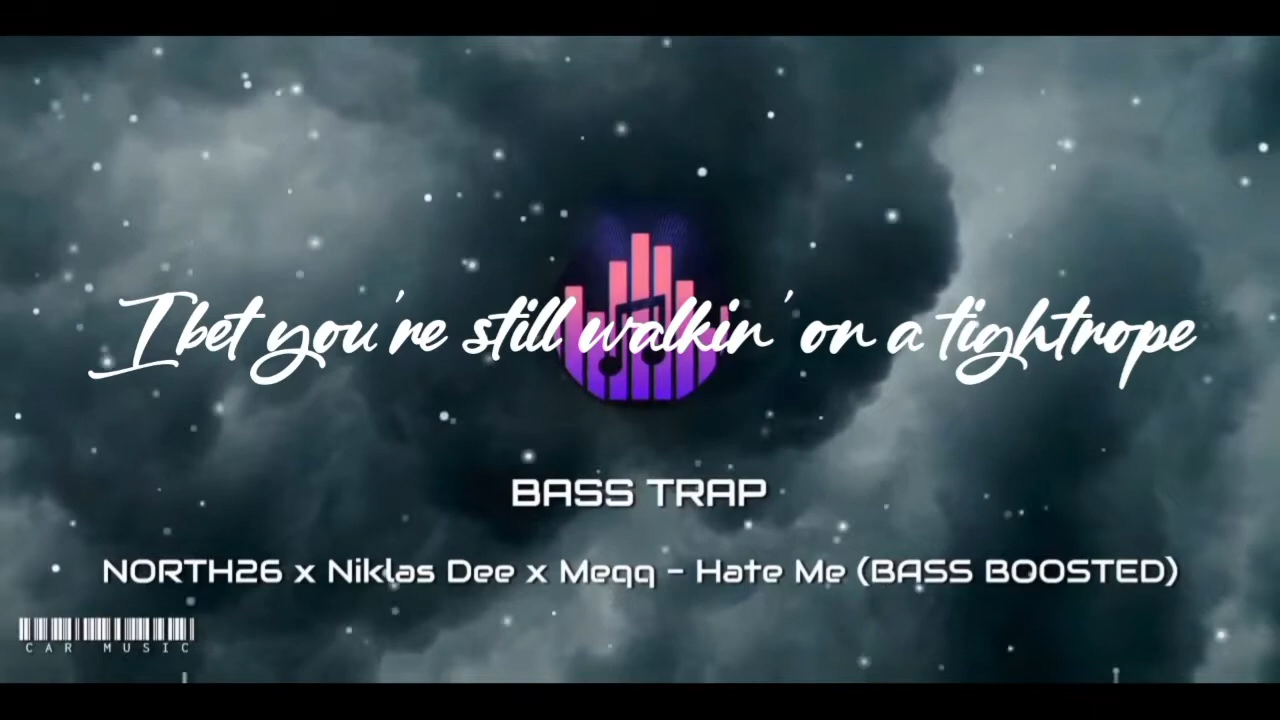 I bet you're still walkin' on a tightrope
BASS TRAP
NORTH26 x Niklas Dee x Meqq - Hate Me (BASS BOOSTED)
CAR MUSIC